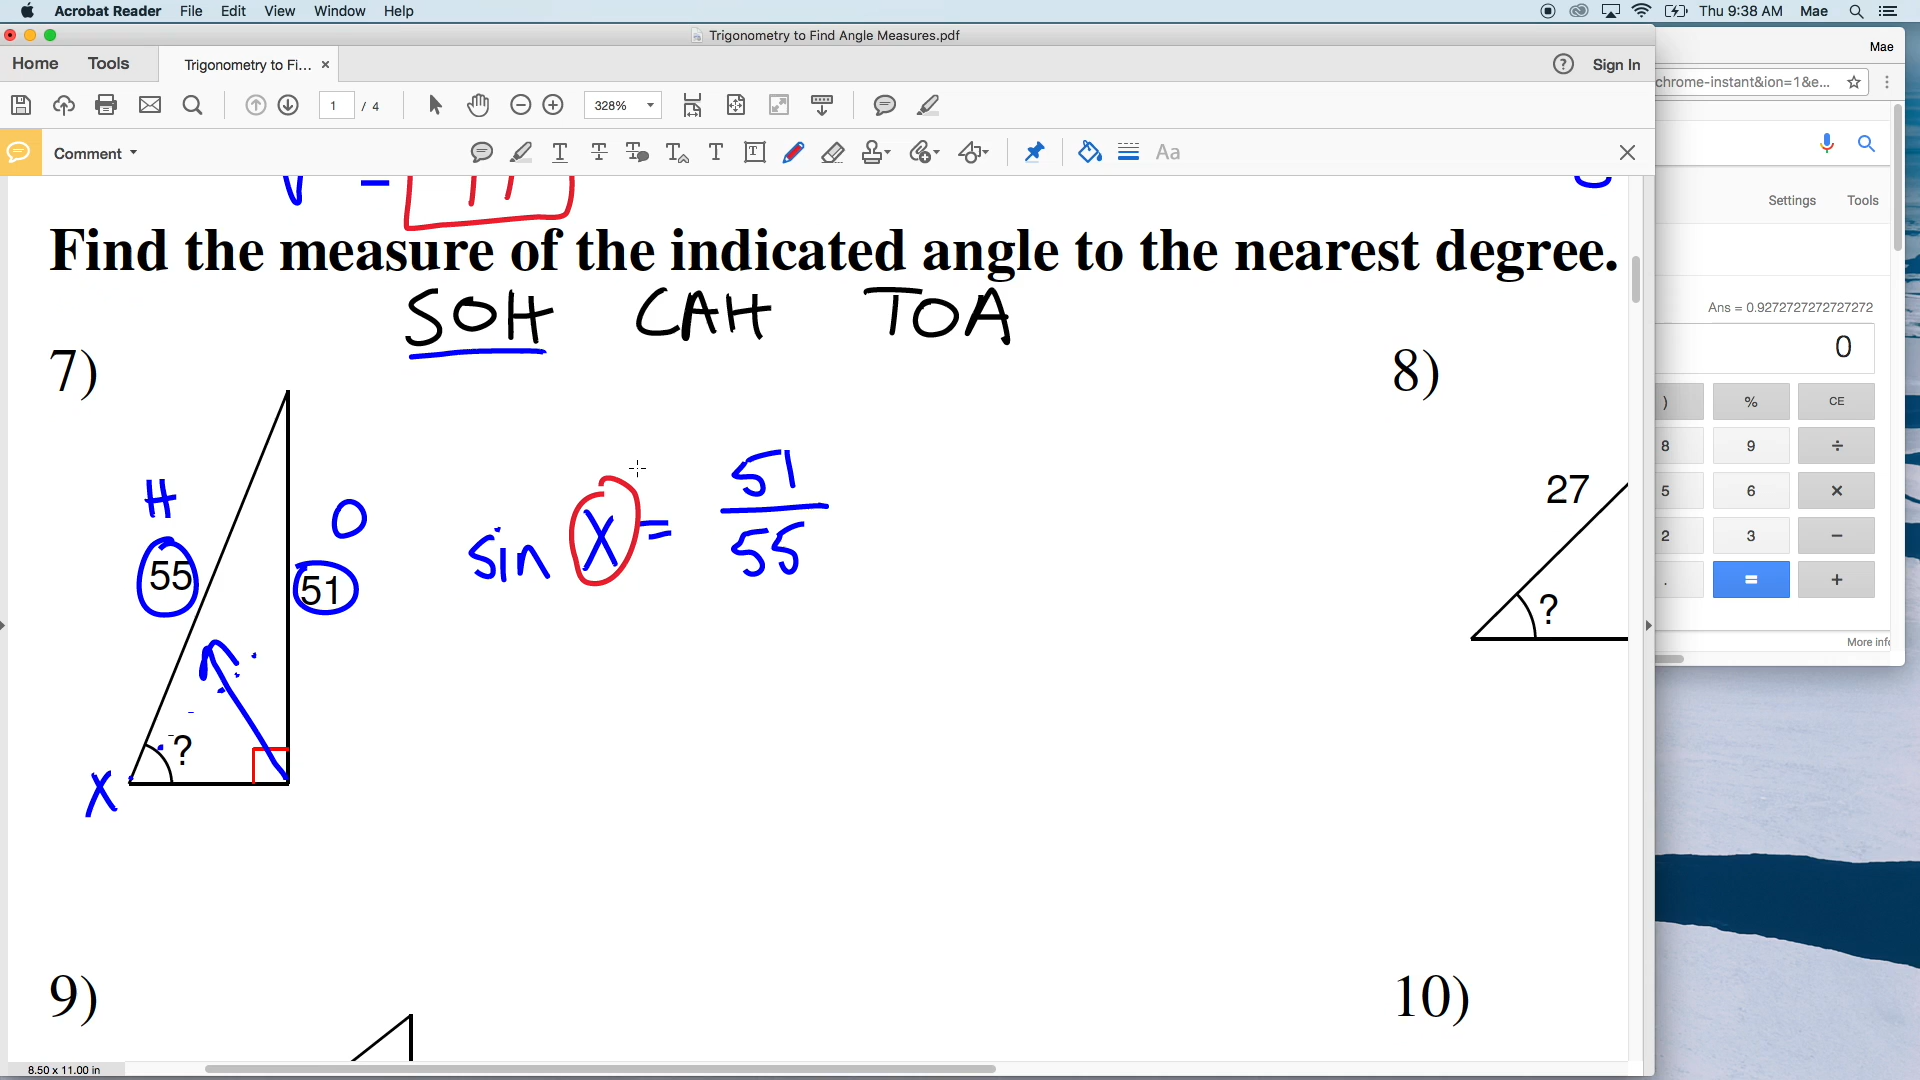 Acrobat Reader File Edit View Window Help Thu 9:38 AM Mae
Trigonometry to Find Angle Measures.pdf
Mae
Home Tools Trigonometry to Fi... × ? Sign In
chrome-instant&ion=1&e...
1 / 4 328%
Comment T T T T T Aa
Settings Tools
Find the measure of the indicated angle to the nearest degree.
SOH CAH TOA
Ans = 0.9272727272727272
0
7)
8)
) % CE
8 9 ÷
5 6 ×
2 3 −
. = +
More info
H
55
O
51
sin x = 51
55
?
x
27
?
9)
10)
8.50 x 11.00 in